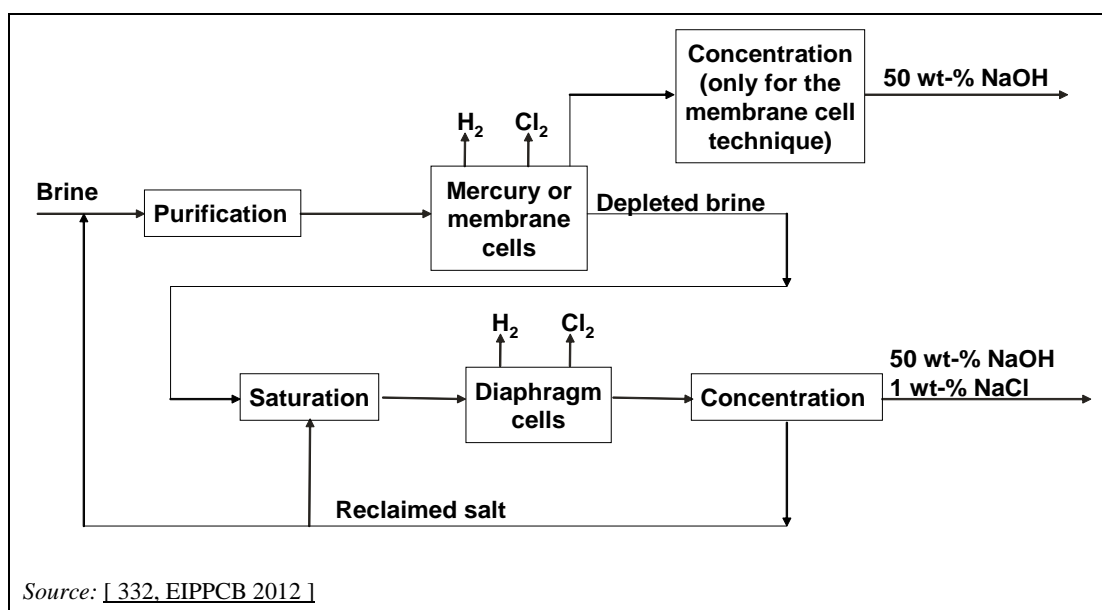 Concentration
(only for the
membrane cell
technique)
50 wt-% NaOH
H₂
Cl₂
Brine
Purification
Mercury or
membrane
cells
Depleted brine
H₂
Cl₂
50 wt-% NaOH
1 wt-% NaCl
Saturation
Diaphragm
cells
Concentration
Reclaimed salt
Source: [ 332, EIPPCB 2012 ]